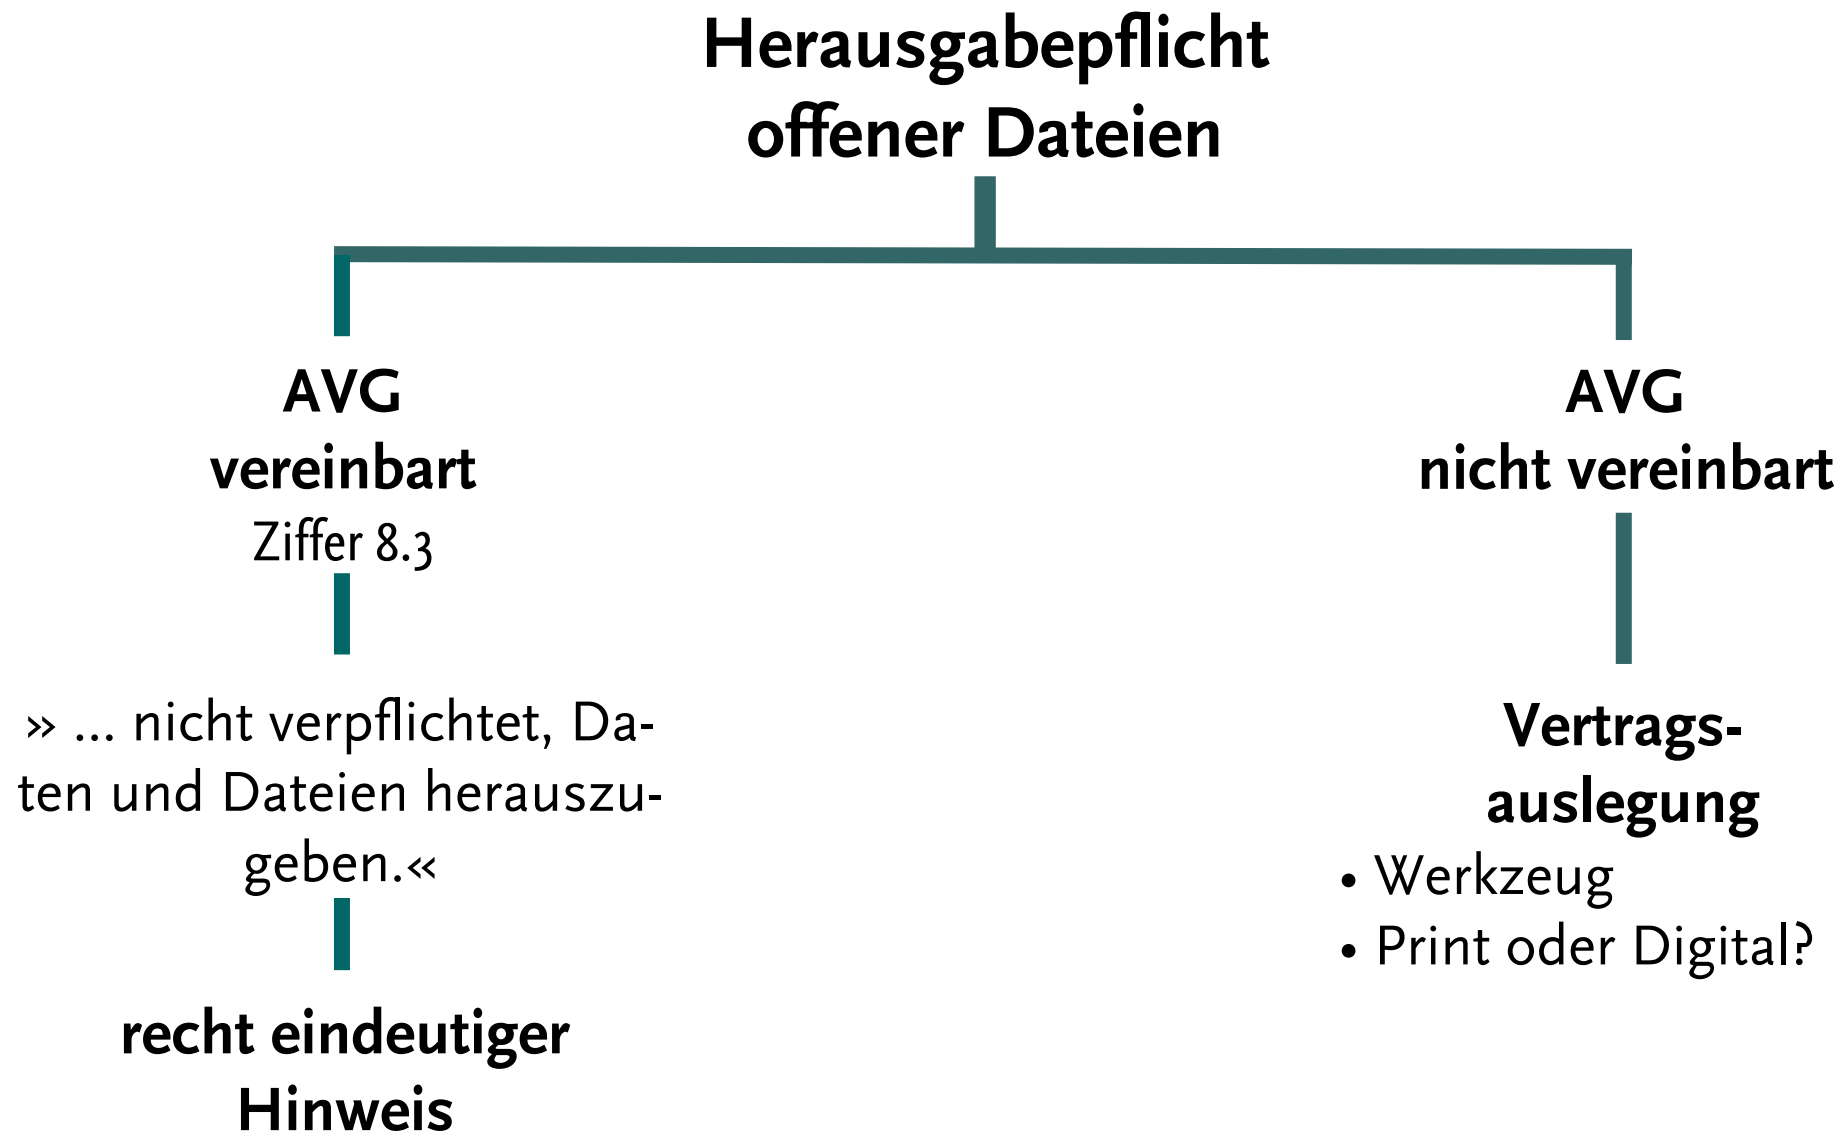 Herausgabepflicht
offener Dateien
AVG
vereinbart
Ziffer 8.3
» ... nicht verpflichtet, Da-
ten und Dateien herauszu-
geben.«
recht eindeutiger
Hinweis
AVG
nicht vereinbart
Vertrags-
auslegung
• Werkzeug
• Print oder Digital?